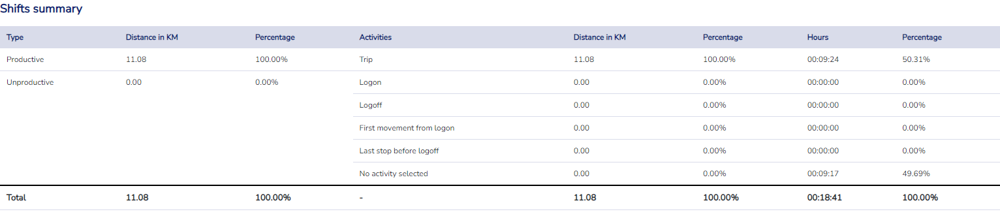 Shifts summary
Type Distance in KM Percentage Activities Distance in KM Percentage Hours Percentage
Productive 11.08 100.00% Trip 11.08 100.00% 00:09:24 50.31%
Unproductive 0.00 0.00% Logon 0.00 0.00% 00:00:00 0.00%
Logoff 0.00 0.00% 00:00:00 0.00%
First movement from logon 0.00 0.00% 00:00:00 0.00%
Last stop before logoff 0.00 0.00% 00:00:00 0.00%
No activity selected 0.00 0.00% 00:09:17 49.69%
Total 11.08 100.00% - 11.08 100.00% 00:18:41 100.00%